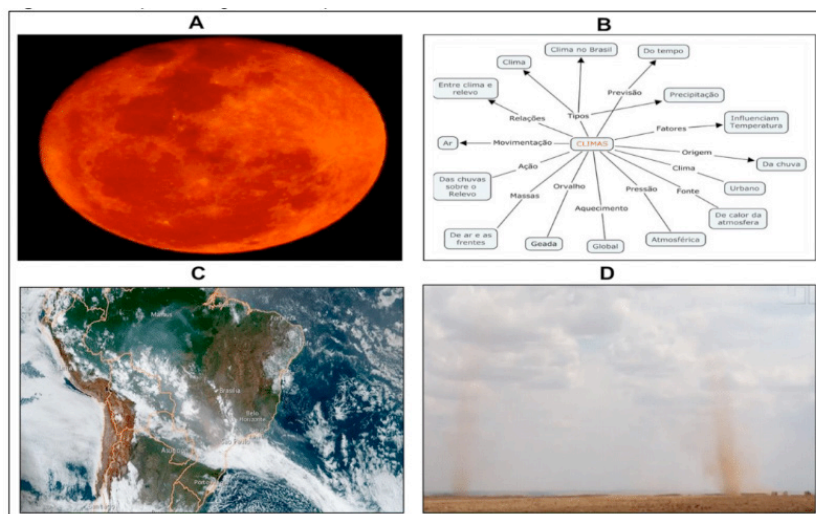 A
B
Clima no Brasil
Do tempo
Clima
Previsão
Entre clima e
relevo
Precipitação
Tipos
Relações
Fatores
Influenciam
Temperatura
Ar
Movimentação
CLIMAS
Origem
Da chuva
Ação
Clima
Das chuvas
sobre o
Relevo
Urbano
Massas
Orvalho
Pressão
Fonte
De calor da
atmosfera
Aquecimento
De ar e as
frentes
Geada
Global
Atmosférica
C
D
Manaus
Brasília
Belo
Horizonte